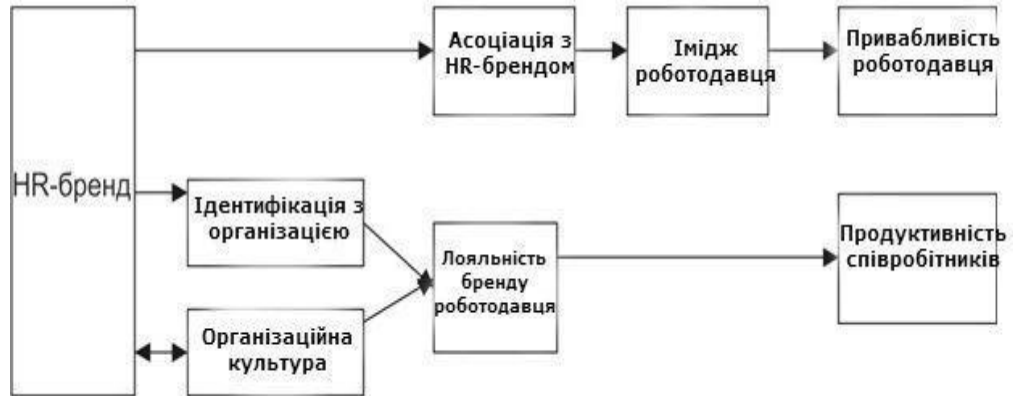 Асоціація з
HR-брендом
Імідж
роботодавця
Привабливість
роботодавця
HR-бренд
Ідентифікація з
організацією
Лояльність
бренду
роботодавця
Продуктивність
співробітників
Організаційна
культура